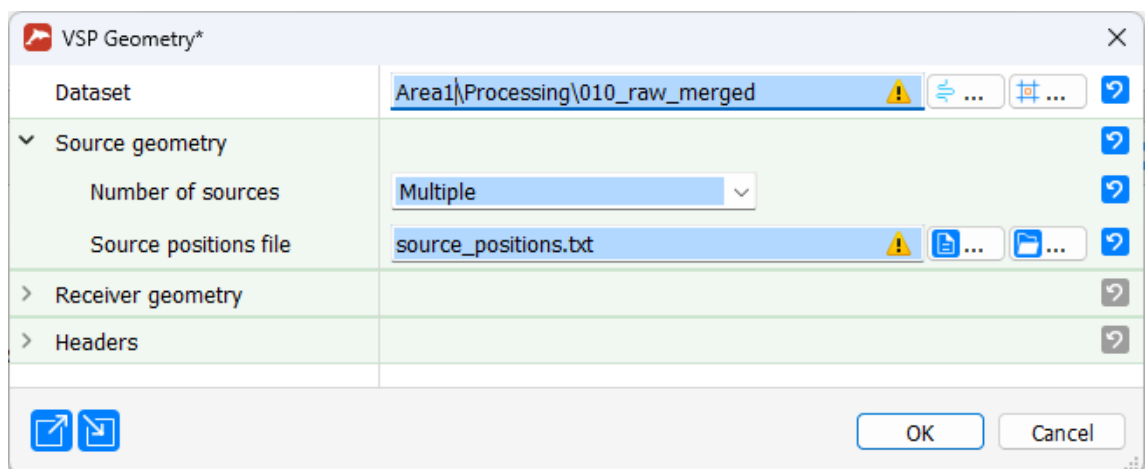 VSP Geometry*
Dataset Area1\Processing\010_raw_merged ... ...
Source geometry
Number of sources Multiple
Source positions file source_positions.txt ... ...
Receiver geometry
Headers
OK Cancel